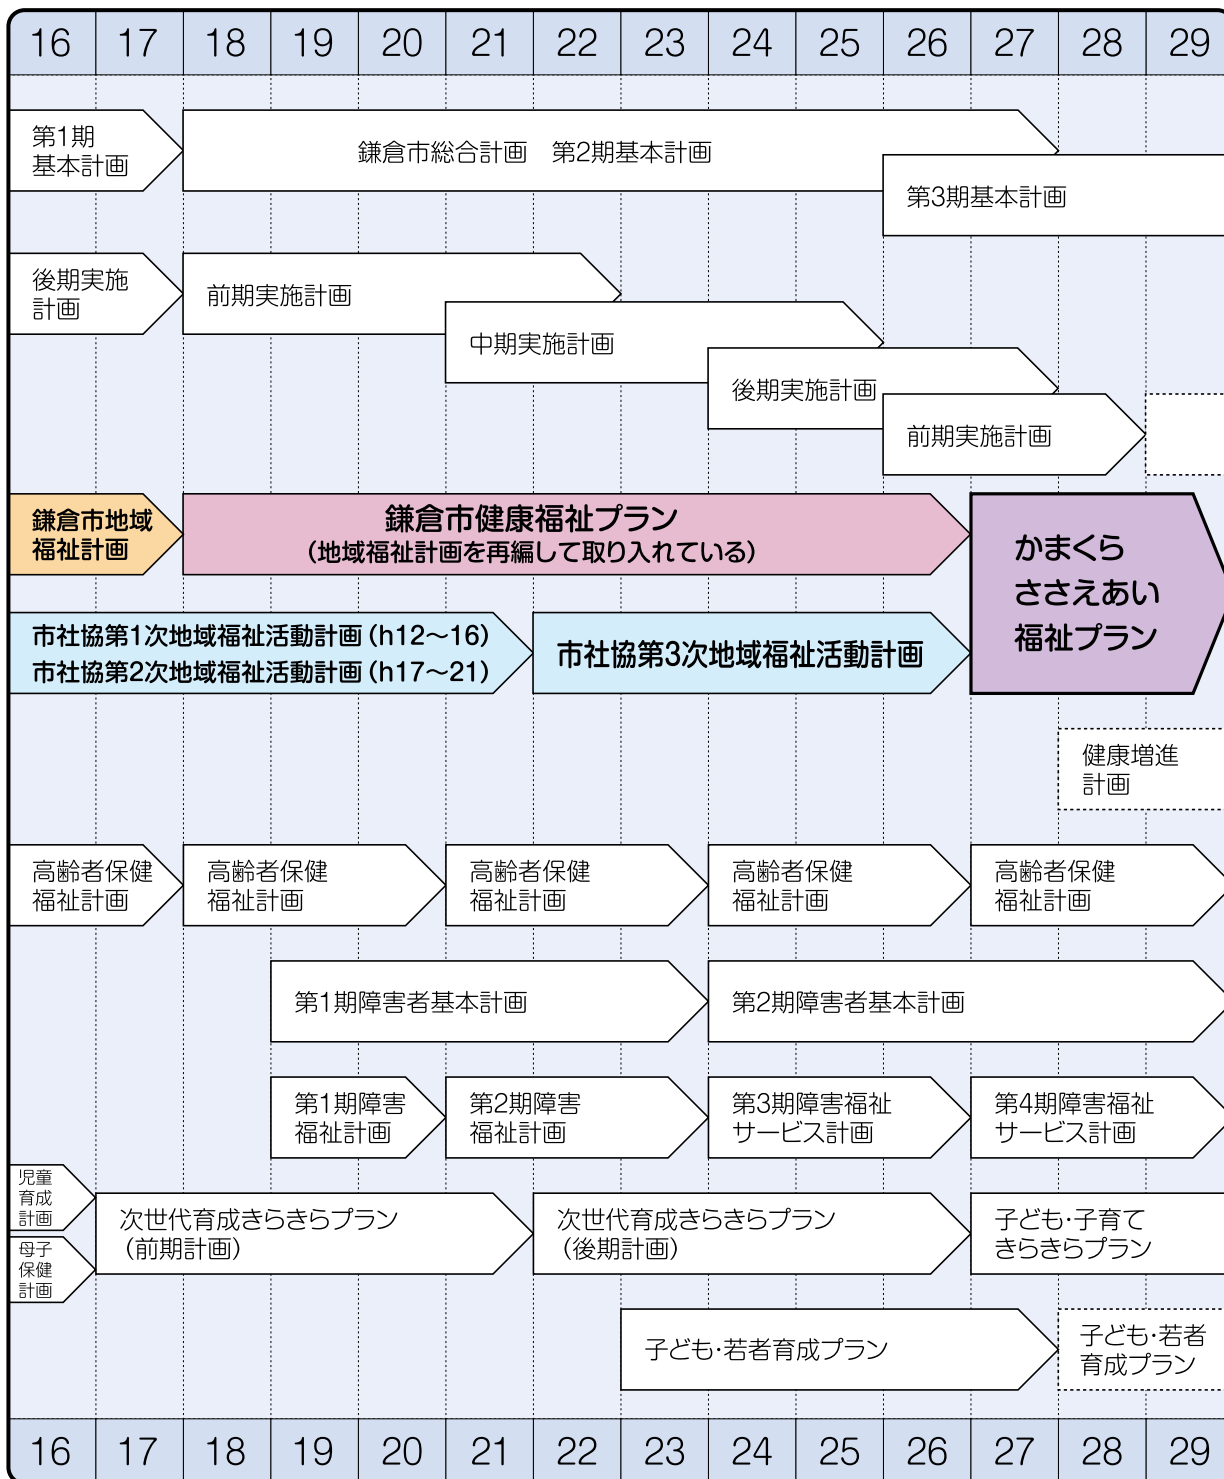 16 17 18 19 20 21 22 23 24 25 26 27 28 29
第1期
基本計画
鎌倉市総合計画　第2期基本計画
第3期基本計画
後期実施
計画
前期実施計画
中期実施計画
後期実施計画
前期実施計画
鎌倉市地域
福祉計画
鎌倉市健康福祉プラン
（地域福祉計画を再編して取り入れている）
かまくら
ささえあい
福祉プラン
市社協第1次地域福祉活動計画（h12〜16）
市社協第2次地域福祉活動計画（h17〜21）
市社協第3次地域福祉活動計画
健康増進
計画
高齢者保健
福祉計画
高齢者保健
福祉計画
高齢者保健
福祉計画
高齢者保健
福祉計画
高齢者保健
福祉計画
第1期障害者基本計画
第2期障害者基本計画
第1期障害
福祉計画
第2期障害
福祉計画
第3期障害福祉
サービス計画
第4期障害福祉
サービス計画
児童
育成
計画
母子
保健
計画
次世代育成きらきらプラン
（前期計画）
次世代育成きらきらプラン
（後期計画）
子ども・子育て
きらきらプラン
子ども・若者育成プラン
子ども・若者
育成プラン
16 17 18 19 20 21 22 23 24 25 26 27 28 29